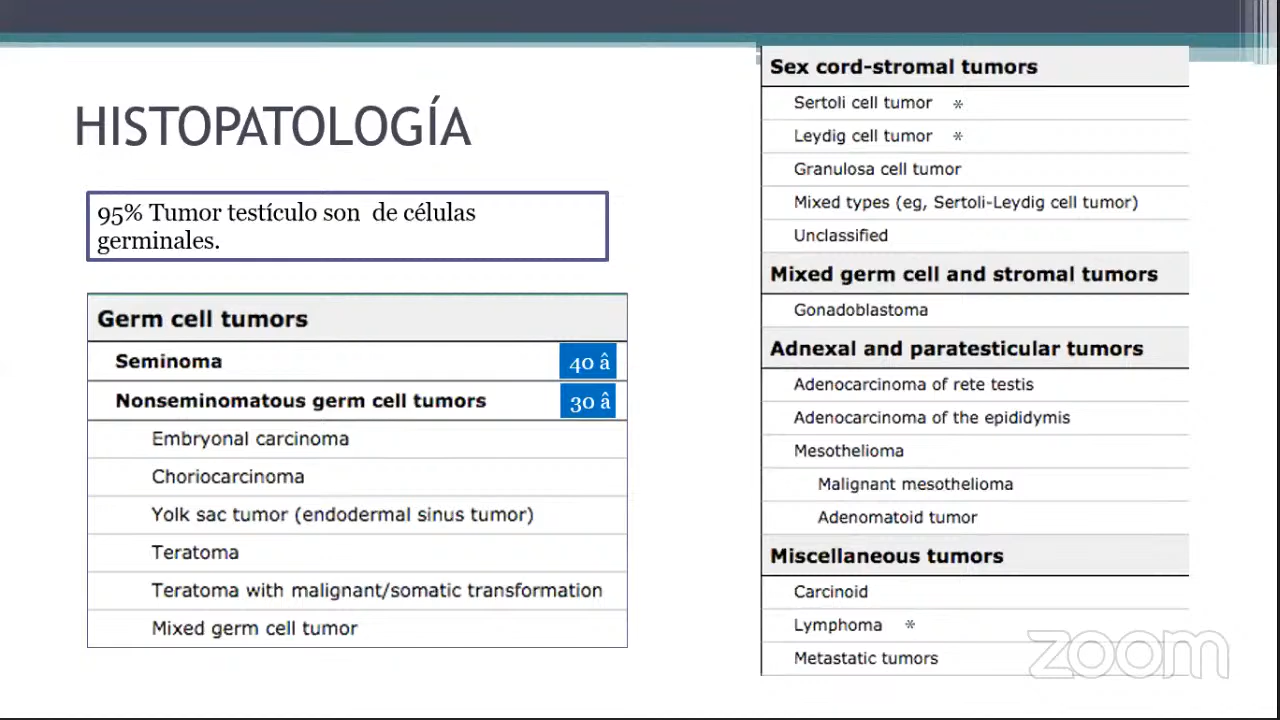 HISTOPATOLOGÍA
95% Tumor testículo son de células
germinales.
Germ cell tumors
Seminoma 40 â
Nonseminomatous germ cell tumors 30 â
Embryonal carcinoma
Choriocarcinoma
Yolk sac tumor (endodermal sinus tumor)
Teratoma
Teratoma with malignant/somatic transformation
Mixed germ cell tumor
Sex cord-stromal tumors
Sertoli cell tumor *
Leydig cell tumor *
Granulosa cell tumor
Mixed types (eg, Sertoli-Leydig cell tumor)
Unclassified
Mixed germ cell and stromal tumors
Gonadoblastoma
Adnexal and paratesticular tumors
Adenocarcinoma of rete testis
Adenocarcinoma of the epididymis
Mesothelioma
Malignant mesothelioma
Adenomatoid tumor
Miscellaneous tumors
Carcinoid
Lymphoma *
Metastatic tumors
zoom